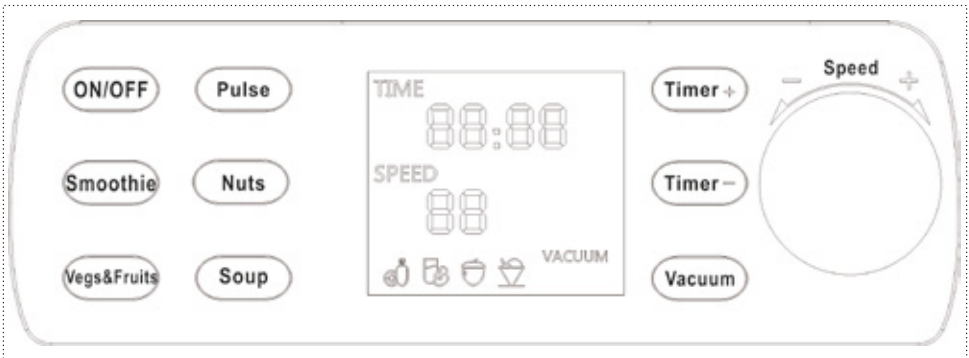 ON/OFF
Pulse
Smoothie
Nuts
Vegs&Fruits
Soup
TIME
88:88
SPEED
88
VACUUM
Timer+
Timer-
Vacuum
- Speed +